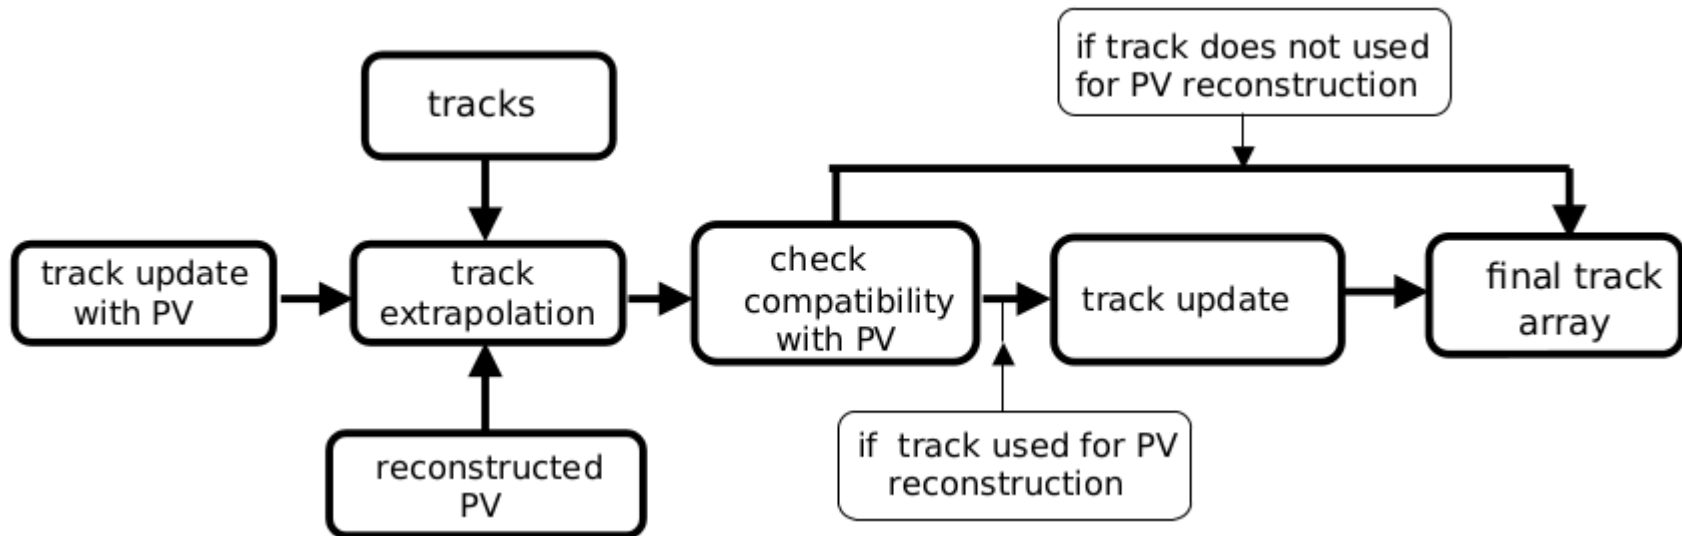 if track does not used
for PV reconstruction
tracks
track update
with PV
track
extrapolation
check
compatibility
with PV
track update
final track
array
reconstructed
PV
if track used for PV
reconstruction